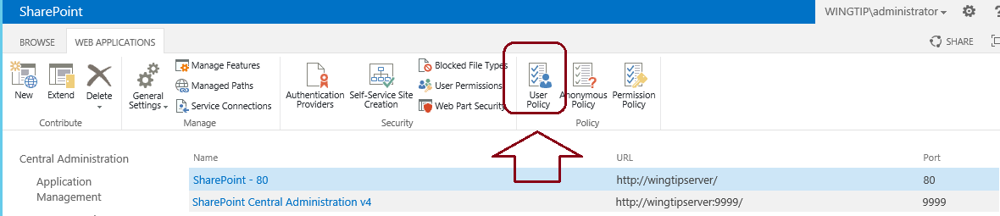 SharePoint
WINGTIP\administrator
BROWSE
WEB APPLICATIONS
SHARE
New
Extend
Delete
General
Settings
Manage Features
Managed Paths
Service Connections
Authentication
Providers
Self-Service Site
Creation
Blocked File Types
User Permissions
Web Part Security
User
Policy
Anonymous
Policy
Permission
Policy
Contribute
Manage
Security
Policy
Central Administration
Application
Management
Name
URL
Port
SharePoint - 80
http://wingtipserver/
80
SharePoint Central Administration v4
http://wingtipserver:9999/
9999